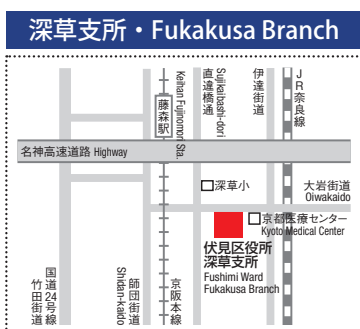 深草支所・Fukakusa Branch
藤森駅
Keihan Fujinomori Sta.
直違橋通
Sujikaibashi-dori
伊達街道
JR奈良線
名神高速道路 Highway
深草小
大岩街道
Oiwakaido
京都医療センター
Kyoto Medical Center
伏見区役所
深草支所
Fushimi Ward
Fukakusa Branch
国道24号線
竹田街道
師団街道
Shidan-kaido
京阪本線